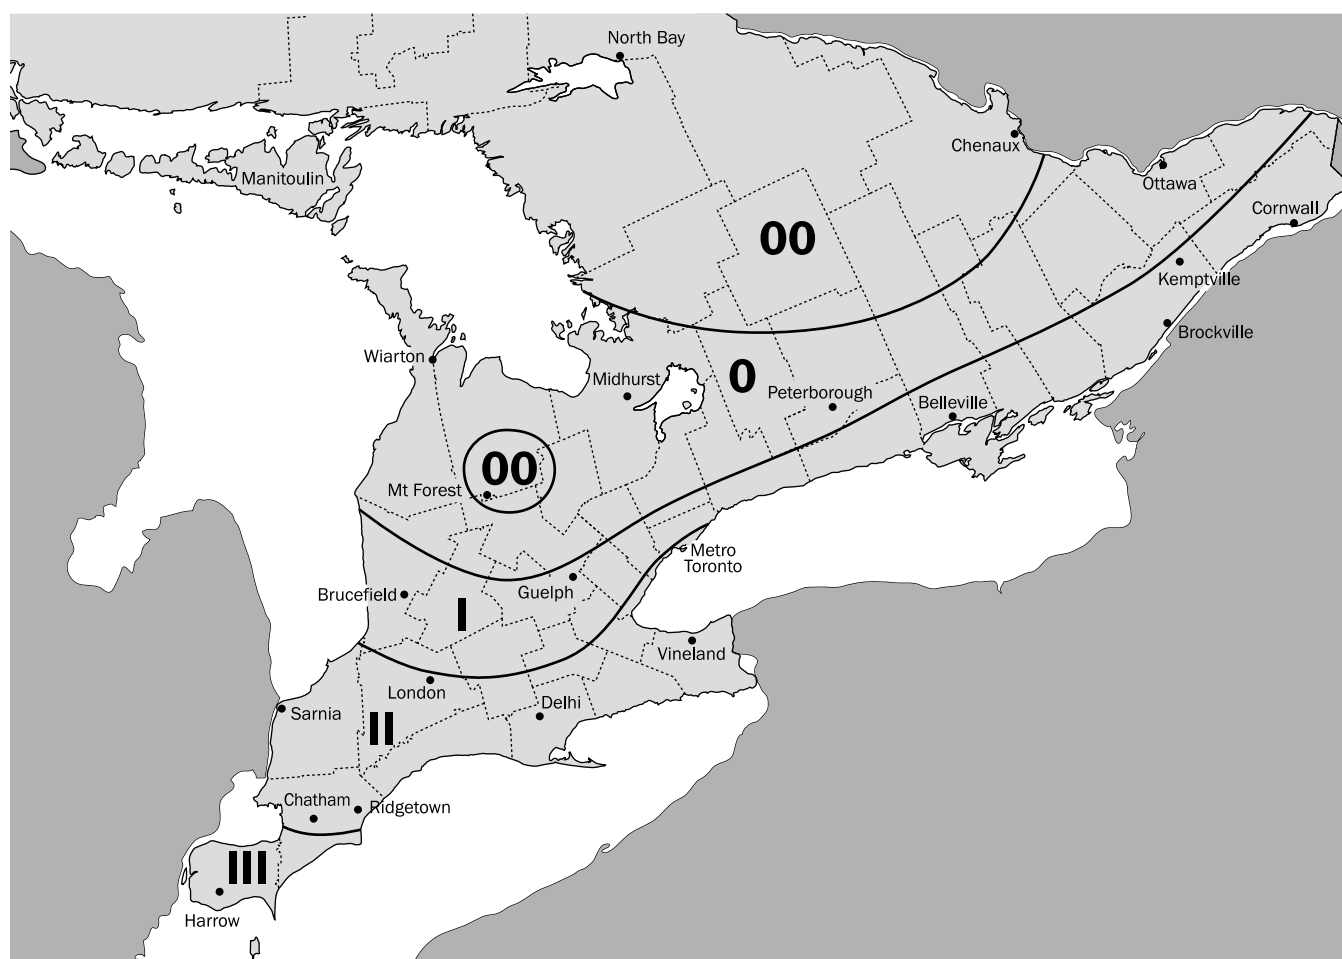 North Bay
Chenaux
Ottawa
Manitoulin
Cornwall
00
Kemptville
Brockville
Wiarton
Midhurst
0
Peterborough
Belleville
00
Mt Forest
Metro
Toronto
Brucefield
Guelph
I
Vineland
London
Delhi
Sarnia
II
Chatham
Ridgetown
III
Harrow